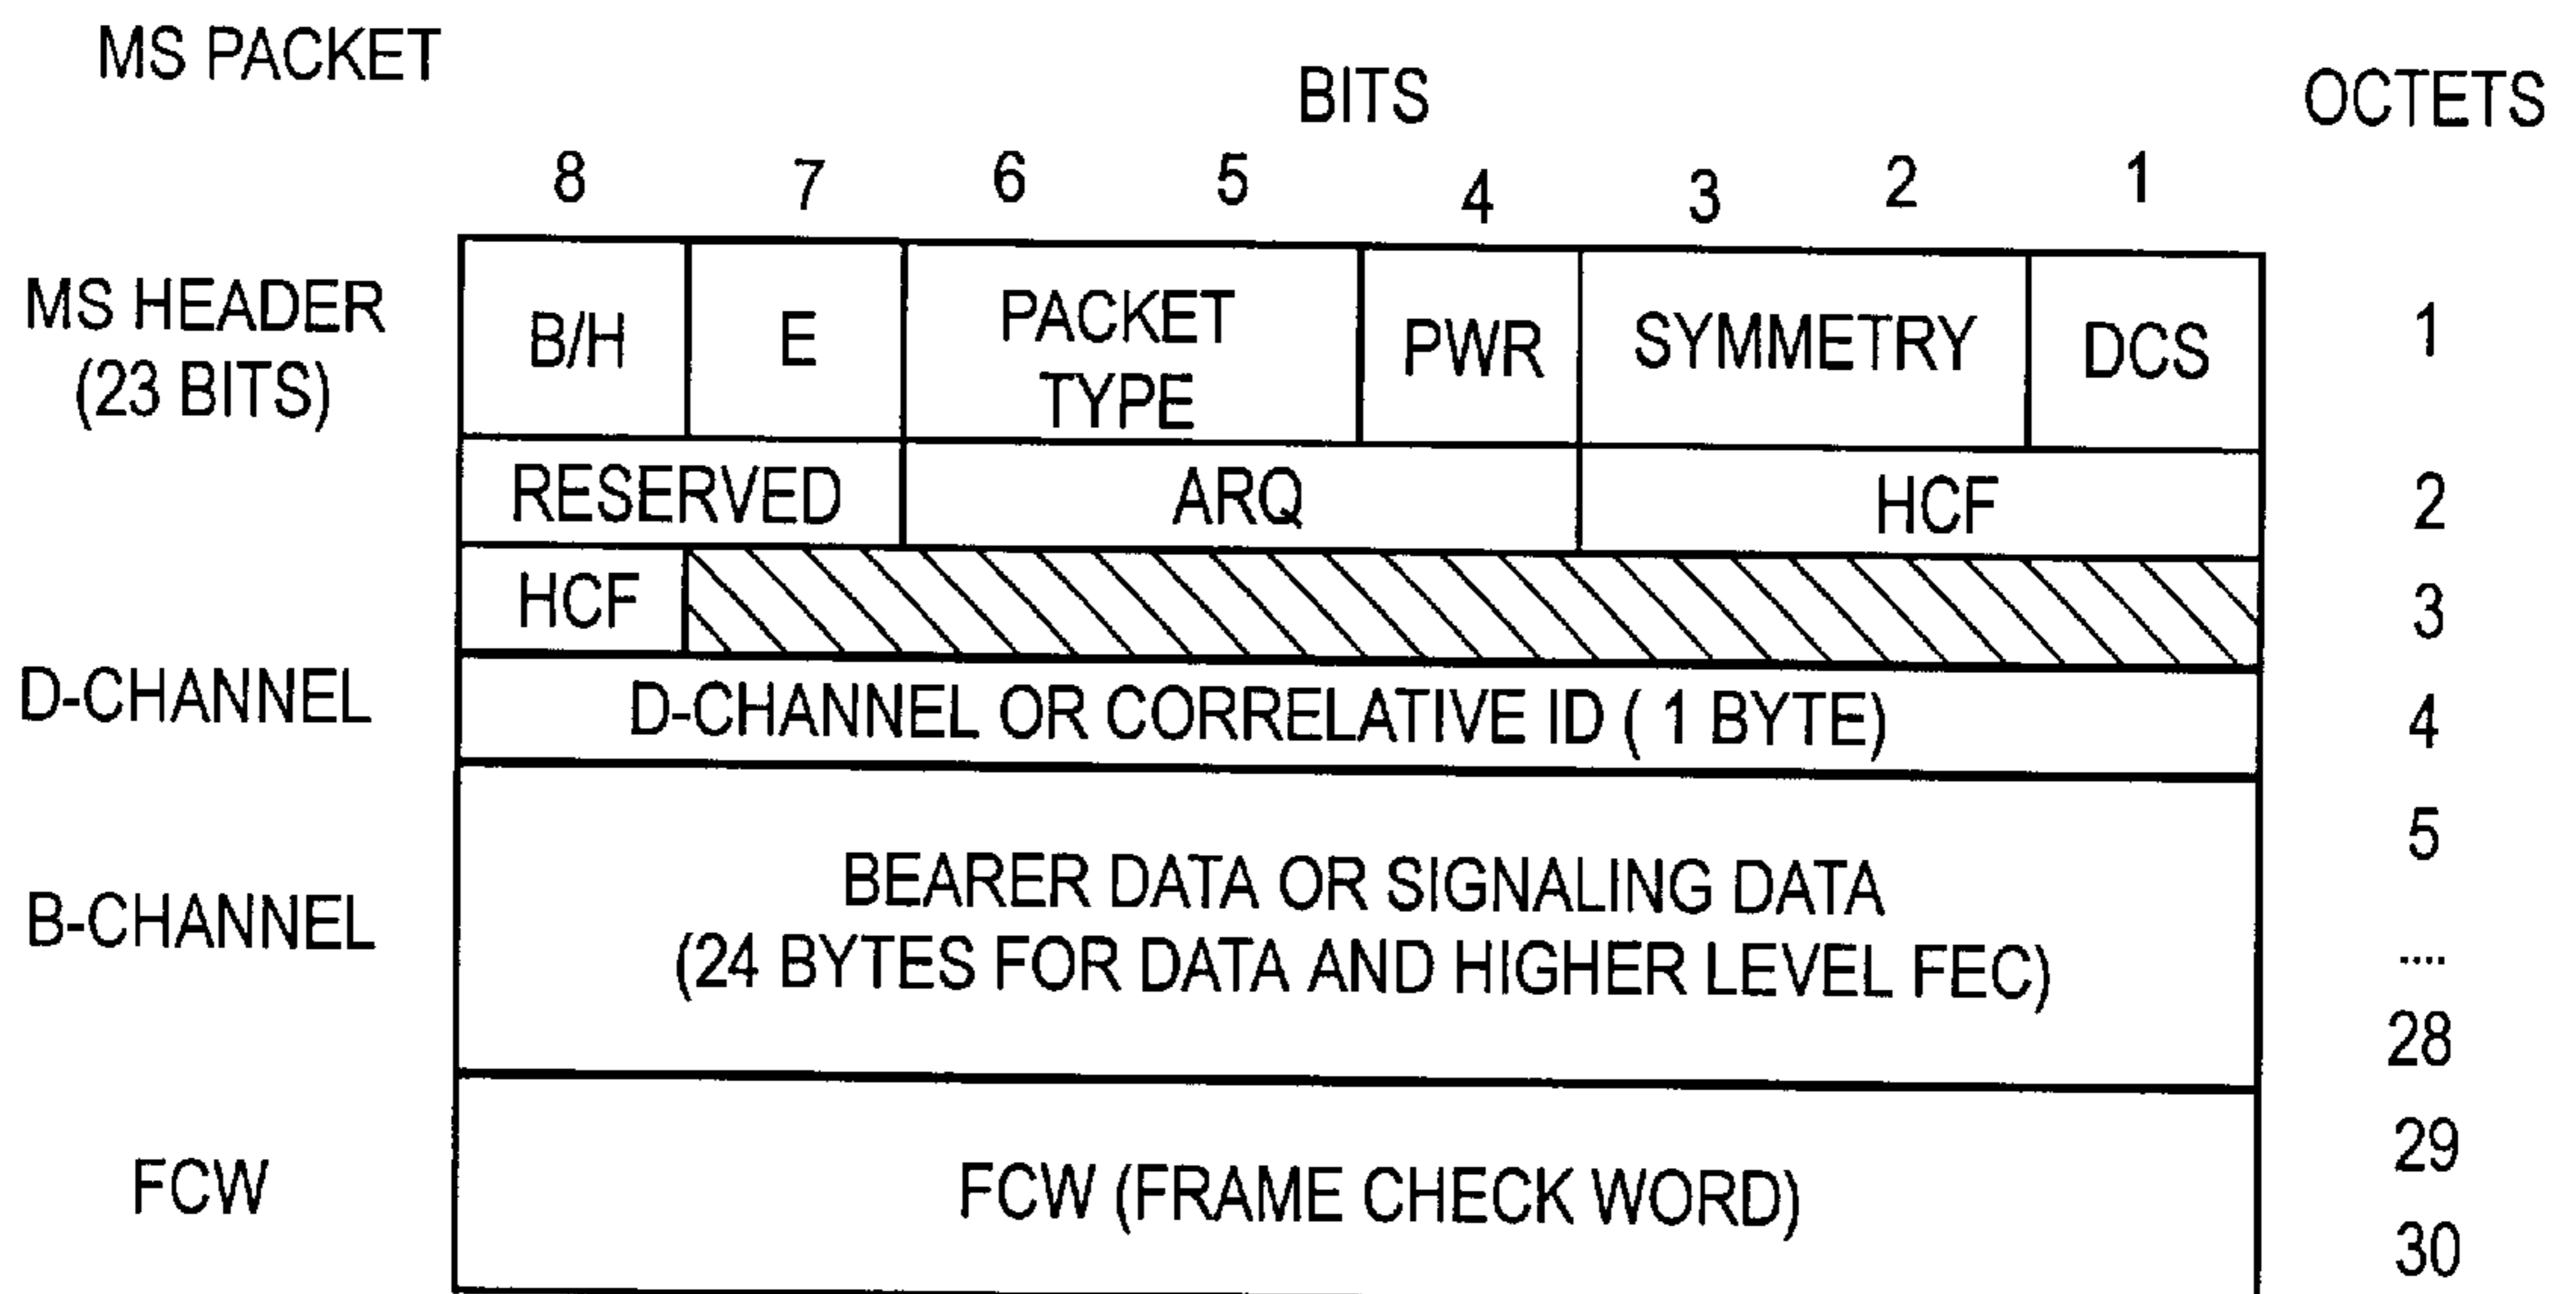 MS PACKET
BITS
OCTETS
8 7 6 5 4 3 2 1
MS HEADER
(23 BITS)
B/H E PACKET TYPE PWR SYMMETRY DCS 1
RESERVED ARQ HCF 2
HCF 3
D-CHANNEL D-CHANNEL OR CORRELATIVE ID ( 1 BYTE) 4
B-CHANNEL
BEARER DATA OR SIGNALING DATA
(24 BYTES FOR DATA AND HIGHER LEVEL FEC)
5
....
28
FCW FCW (FRAME CHECK WORD)
29
30